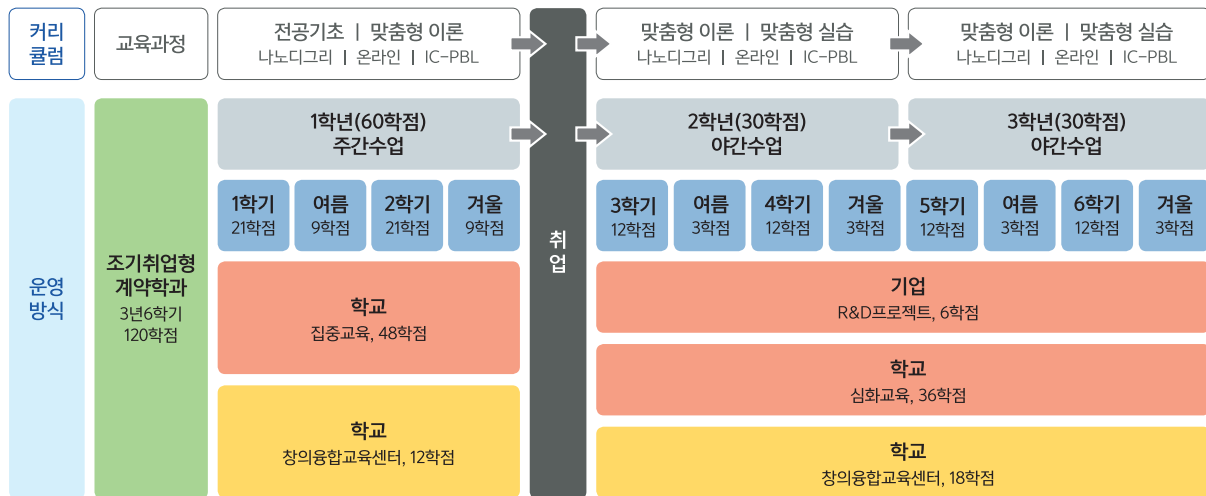 커리
큘럼
교육과정
전공기초 | 맞춤형 이론
나노디그리 | 온라인 | IC-PBL
맞춤형 이론 | 맞춤형 실습
나노디그리 | 온라인 | IC-PBL
맞춤형 이론 | 맞춤형 실습
나노디그리 | 온라인 | IC-PBL
운영
방식
조기취업형
계약학과
3년6학기
120학점
1학년(60학점)
주간수업
1학기
21학점
여름
9학점
2학기
21학점
겨울
9학점
학교
집중교육, 48학점
학교
창의융합교육센터, 12학점
취
업
2학년(30학점)
야간수업
3학년(30학점)
야간수업
3학기
12학점
여름
3학점
4학기
12학점
겨울
3학점
5학기
12학점
여름
3학점
6학기
12학점
겨울
3학점
기업
R&D프로젝트, 6학점
학교
심화교육, 36학점
학교
창의융합교육센터, 18학점